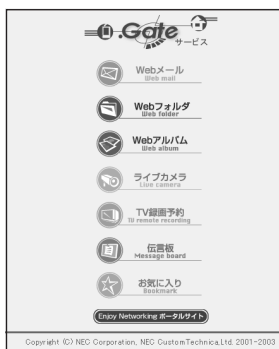 .Gate
サービス
Webメール
Web mail
Webフォルダ
Web folder
Webアルバム
Web album
ライブカメラ
Live camera
TV録画予約
TV remote recording
伝言板
Message board
お気に入り
Bookmark
Enjoy Networking ポータルサイト
Copyright (C) NEC Corporation, NEC CustomTechnica,Ltd. 2001-2003